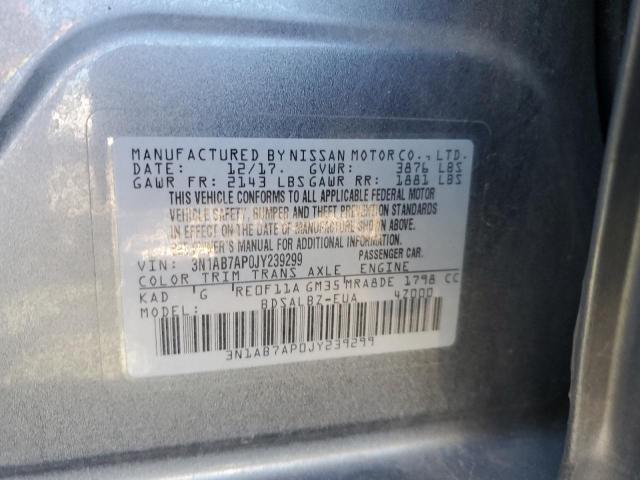 MANUFACTURED BY NISSAN MOTOR CO., LTD.
DATE: 12/17. GVWR: 3876 LBS
GAWR FR: 2143 LBS GAWR RR: 1881 LBS
THIS VEHICLE CONFORMS TO ALL APPLICABLE FEDERAL MOTOR
VEHICLE SAFETY, BUMPER AND THEFT PREVENTION STANDARDS
IN EFFECT ON THE DATE OF MANUFACTURE SHOWN ABOVE.
SEE OWNER'S MANUAL FOR ADDITIONAL INFORMATION.
VIN: 3N1AB7AP0JY239299 PASSENGER CAR.
COLOR TRIM TRANS AXLE ENGINE
KAD G RE0F11A GM35 MRA8DE 1798 CC
MODEL: BDSALBZ-EUA 42000
3N1AB7AP0JY239299